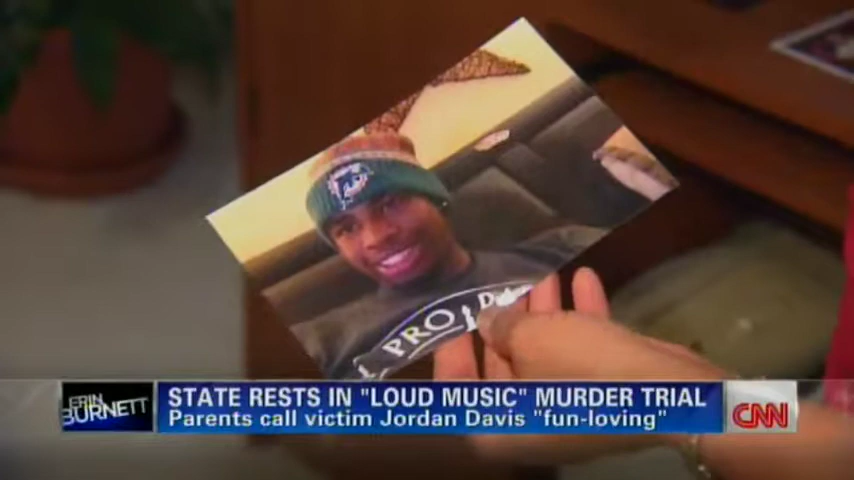 PRO
ERIN
BURNETT
STATE RESTS IN "LOUD MUSIC" MURDER TRIAL
Parents call victim Jordan Davis "fun-loving"
CNN